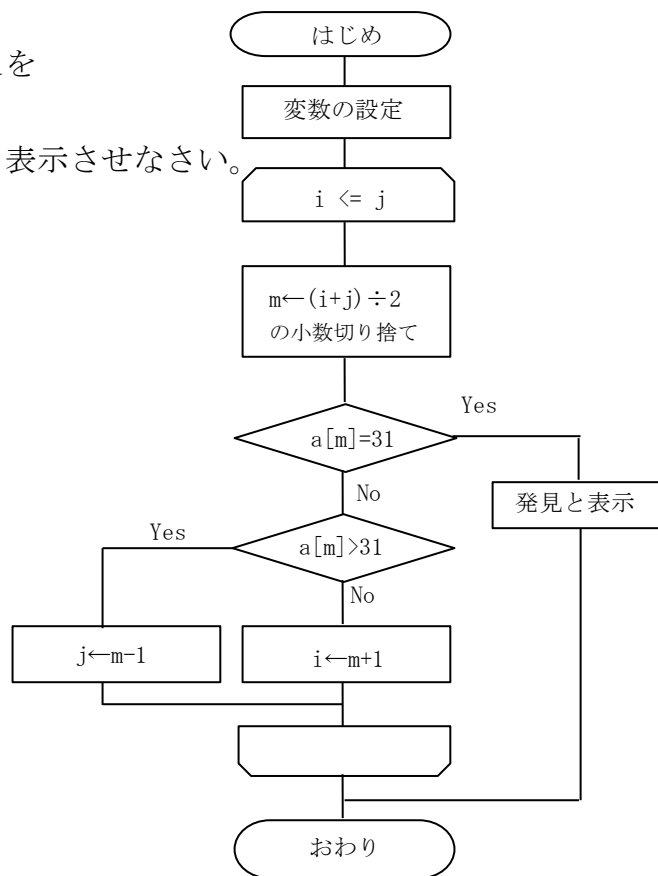 はじめ
を
変数の設定
表示させなさい。
i <= j
m←(i+j)÷2
の小数切り捨て
Yes
a[m]=31
No
発見と表示
Yes
a[m]>31
No
j←m-1
i←m+1
おわり